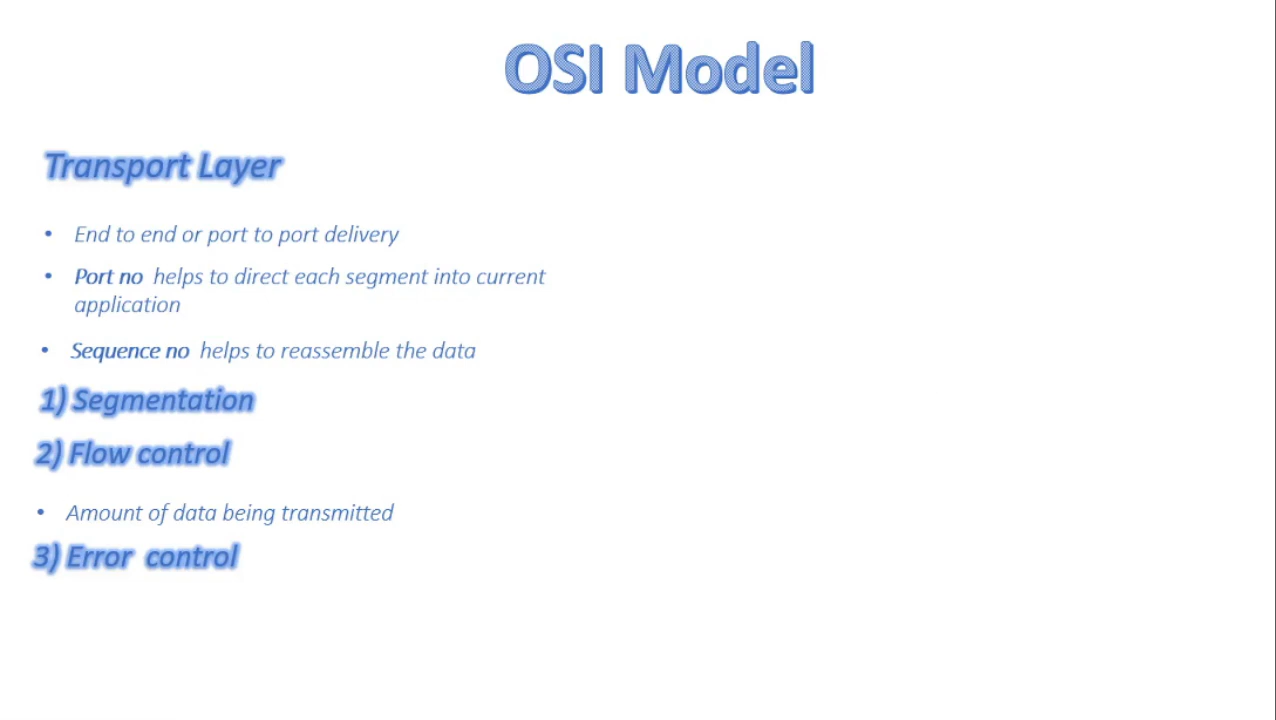 OSI Model
Transport Layer
• End to end or port to port delivery
• Port no helps to direct each segment into current
application
• Sequence no helps to reassemble the data
1) Segmentation
2) Flow control
• Amount of data being transmitted
3) Error control